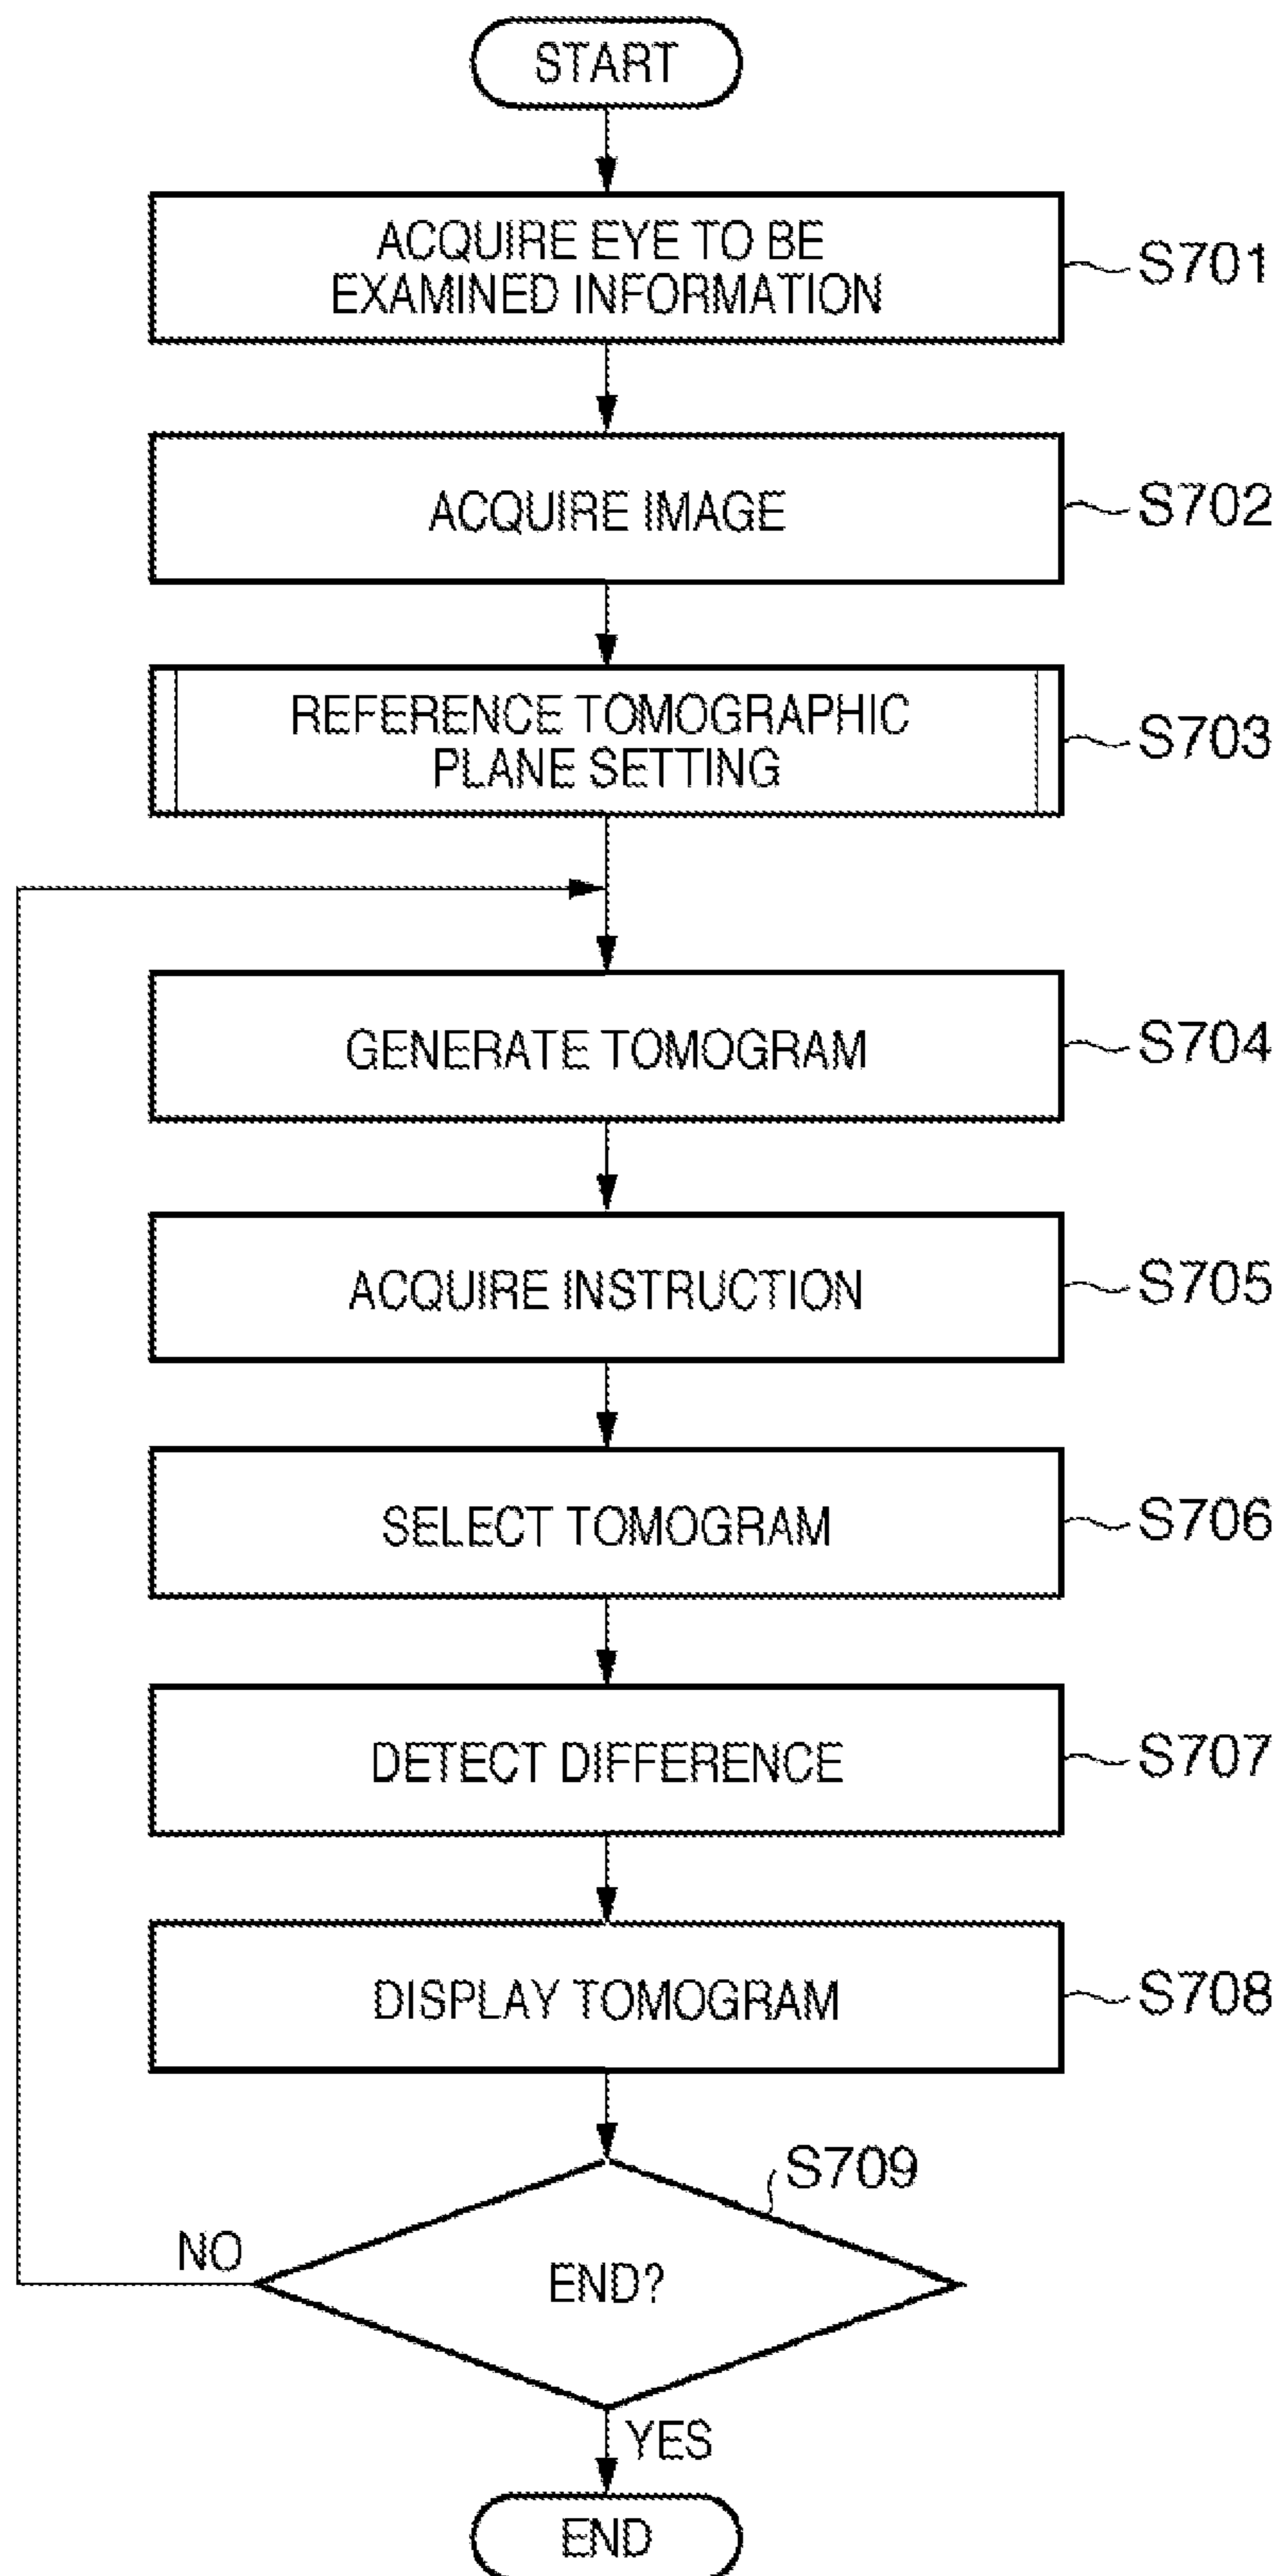 START
ACQUIRE EYE TO BE
EXAMINED INFORMATION
S701
ACQUIRE IMAGE
S702
REFERENCE TOMOGRAPHIC
PLANE SETTING
S703
GENERATE TOMOGRAM
S704
ACQUIRE INSTRUCTION
S705
SELECT TOMOGRAM
S706
DETECT DIFFERENCE
S707
DISPLAY TOMOGRAM
S708
S709
NO
END?
YES
END